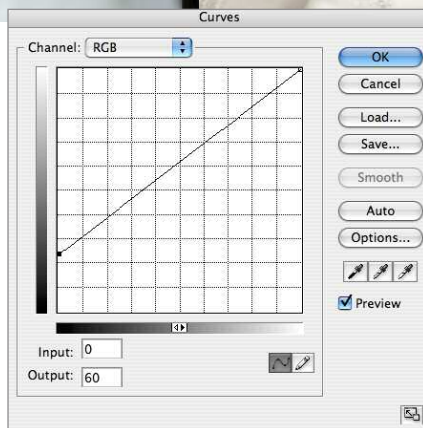 Curves
Channel: RGB
OK
Cancel
Load...
Save...
Smooth
Auto
Options...
Preview
Input: 0
Output: 60